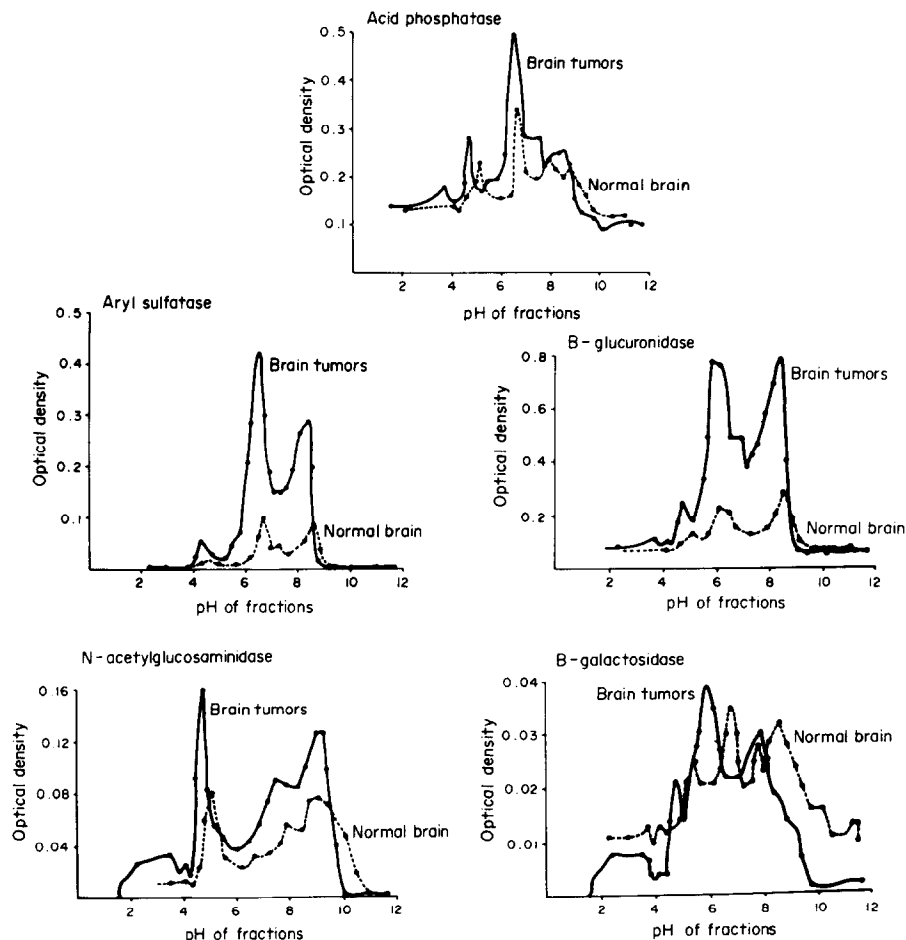 Acid phosphatase
0.5
0.4
0.3
0.2
0.1
Optical density
Brain tumors
Normal brain
2 4 6 8 10 12
pH of fractions
Aryl sulfatase
0.5
0.4
0.3
0.2
0.1
Optical density
Brain tumors
Normal brain
2 4 6 8 10 12
pH of fractions
B-glucuronidase
0.8
0.6
0.4
0.2
Optical density
Brain tumors
Normal brain
2 4 6 8 10 12
pH of fractions
N-acetylglucosaminidase
0.16
0.12
0.08
0.04
Optical density
Brain tumors
Normal brain
2 4 6 8 10 12
pH of fractions
B-galactosidase
0.04
0.03
0.02
0.01
Optical density
Brain tumors
Normal brain
2 4 6 8 10 12
pH of fractions